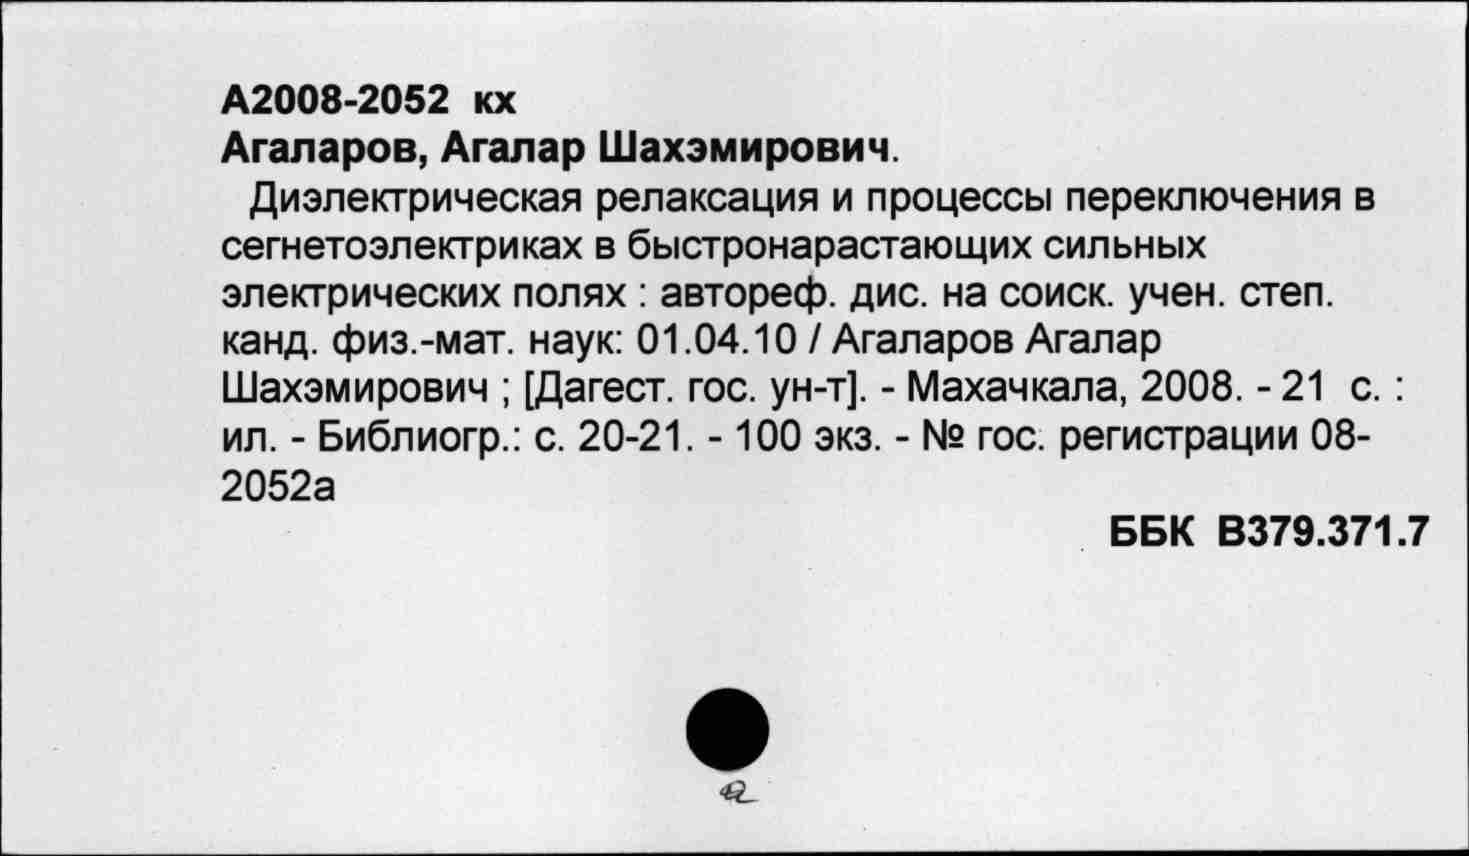 А2008-2052 кх
Агаларов, Агалар Шахэмирович.
Диэлектрическая релаксация и процессы переключения в
сегнетоэлектриках в быстронарастающих сильных
электрических полях : автореф. дис. на соиск. учен. степ.
канд. физ.-мат. наук: 01.04.10 / Агаларов Агалар
Шахэмирович ; [Дагест. гос. ун-т]. - Махачкала, 2008. - 21 с. :
ил. - Библиогр.: с. 20-21. - 100 экз. - № гос. регистрации 08-
2052а
ББК В379.371.7